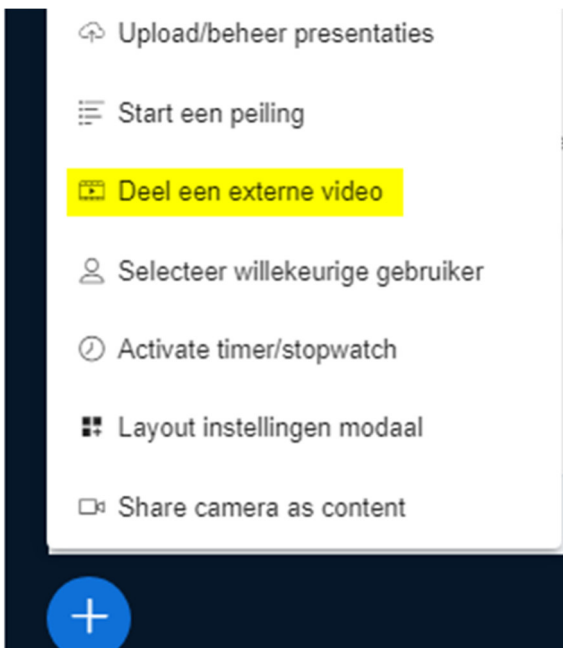 Upload/beheer presentaties
Start een peiling
Deel een externe video
Selecteer willekeurige gebruiker
Activate timer/stopwatch
Layout instellingen modaal
Share camera as content